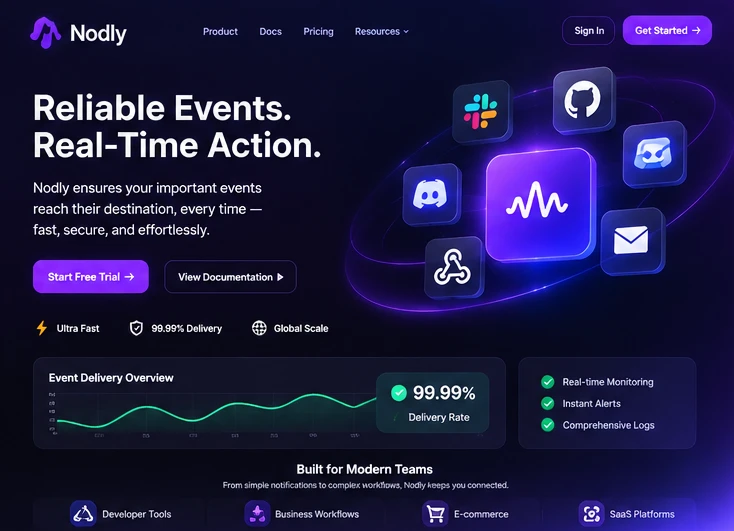 Nodly
Product
Docs
Pricing
Resources
Sign In
Get Started →
Reliable Events.
Real-Time Action.
Nodly ensures your important events
reach their destination, every time —
fast, secure, and effortlessly.
Start Free Trial →
View Documentation
Ultra Fast
99.99% Delivery
Global Scale
Event Delivery Overview
99.99%
Delivery Rate
Real-time Monitoring
Instant Alerts
Comprehensive Logs
Built for Modern Teams
From simple notifications to complex workflows, Nodly keeps you connected.
Developer Tools
Business Workflows
E-commerce
SaaS Platforms